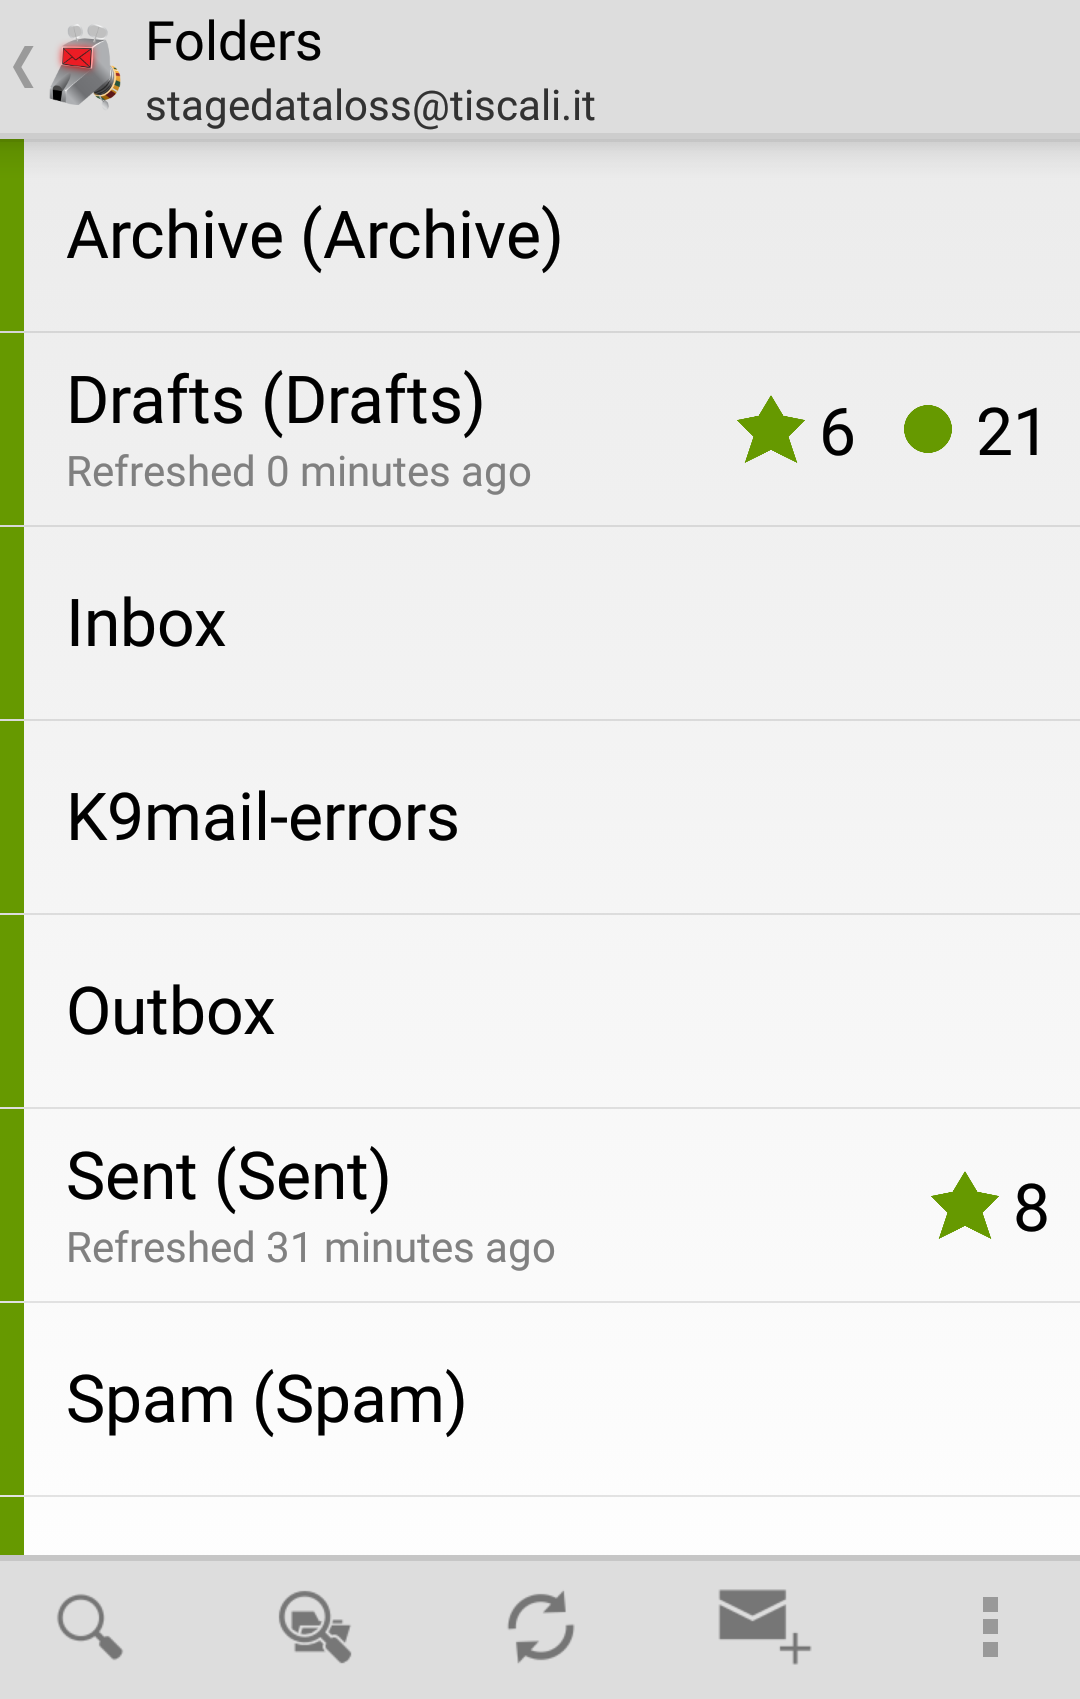 Folders
stagedataloss@tiscali.it
Archive (Archive)
Drafts (Drafts)
Refreshed 0 minutes ago
6
21
Inbox
K9mail-errors
Outbox
Sent (Sent)
Refreshed 31 minutes ago
8
Spam (Spam)